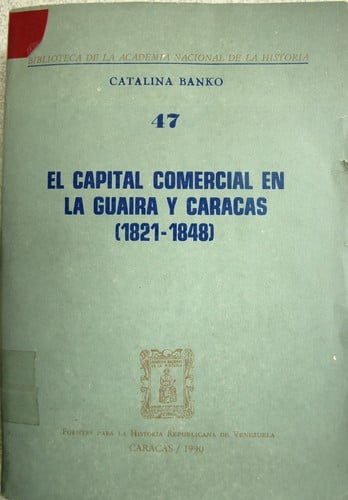 BIBLIOTECA DE LA ACADEMIA NACIONAL DE LA HISTORIA
CATALINA BANKO
47
EL CAPITAL COMERCIAL EN
LA GUAIRA Y CARACAS
(1821-1848)
FUENTES PARA LA HISTORIA REPUBLICANA DE VENEZUELA
CARACAS / 1990